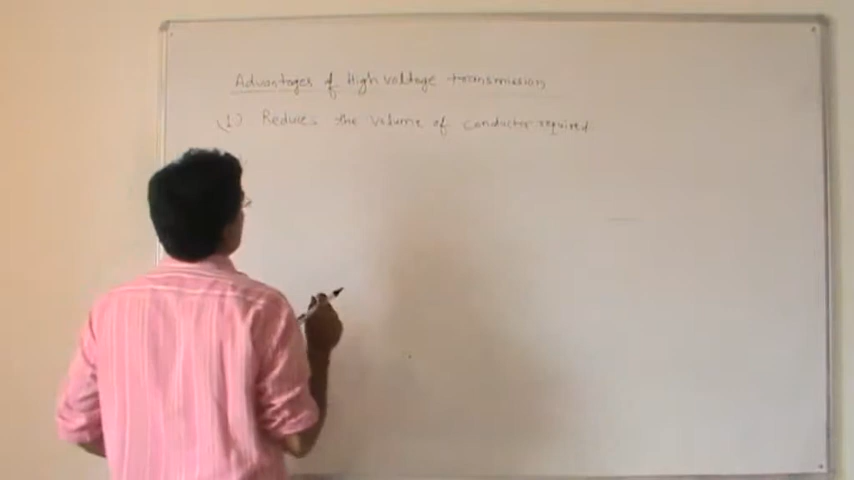 Advantages of High voltage transmission
(1) Reduces the volume of conductor required